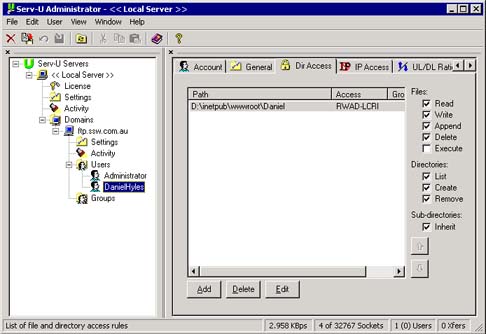 Serv-U Administrator - << Local Server >>
File Edit User View Window Help
Serv-U Servers
<< Local Server >>
License
Settings
Activity
Domains
ftp.ssw.com.au
Settings
Activity
Users
Administrator
DanielHyles
Groups
Account General Dir Access IP Access UL/DL Ratio
Path Access Gro
D:\inetpub\wwwroot\Daniel RWAD-LCRI
Files:
Read
Write
Append
Delete
Execute
Directories:
List
Create
Remove
Sub-directories:
Inherit
Add Delete Edit
List of file and directory access rules 2.958 KBps 4 of 32767 Sockets 1 (0) Users 0 Xfers